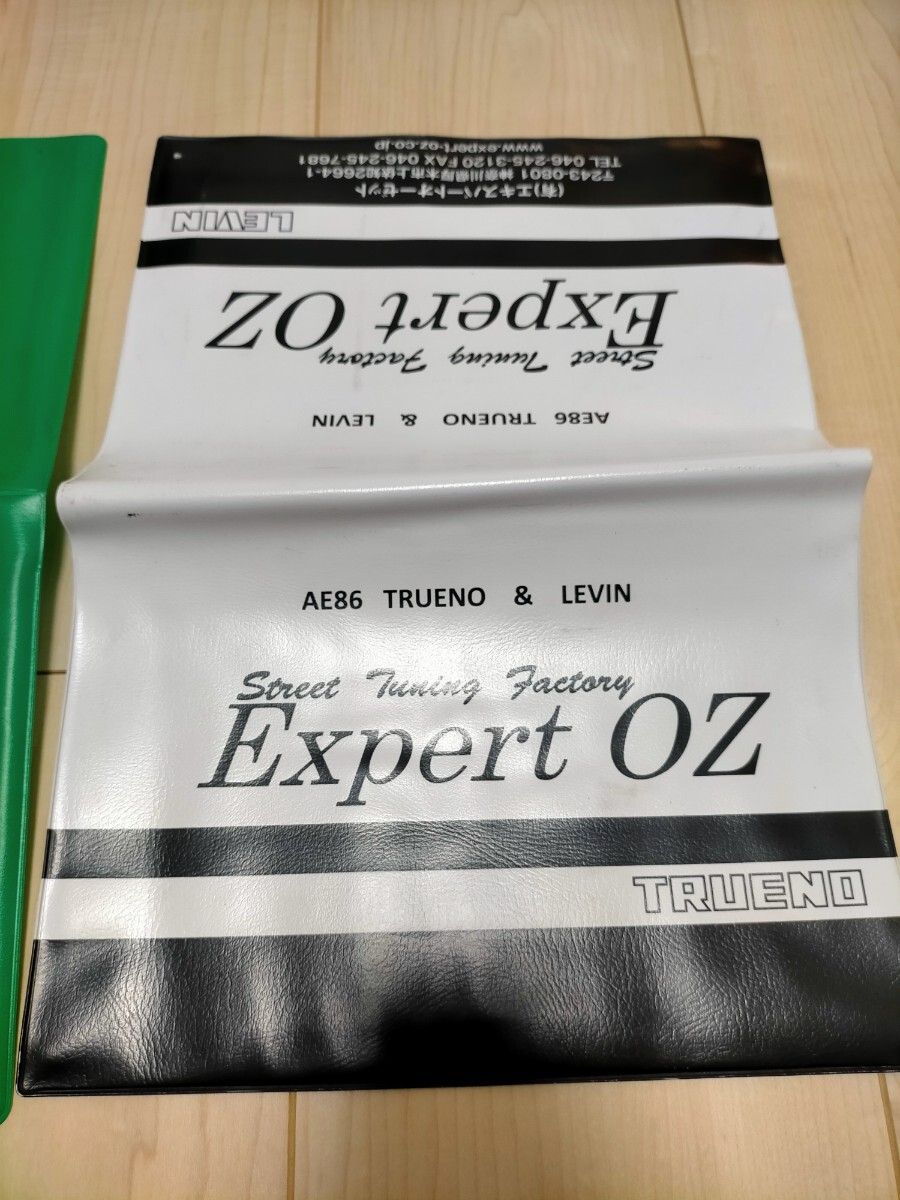 AE86 TRUENO & LEVIN
Street Tuning Factory
Expert OZ
TRUENO
AE86 TRUENO & LEVIN
Street Tuning Factory
Expert OZ
LEVIN
(有)エキスパートオーゼット
〒243-0801 神奈川県厚木市上依知2664-1
TEL 046-245-3120 FAX 046-245-7681
www.expert-oz.co.jp